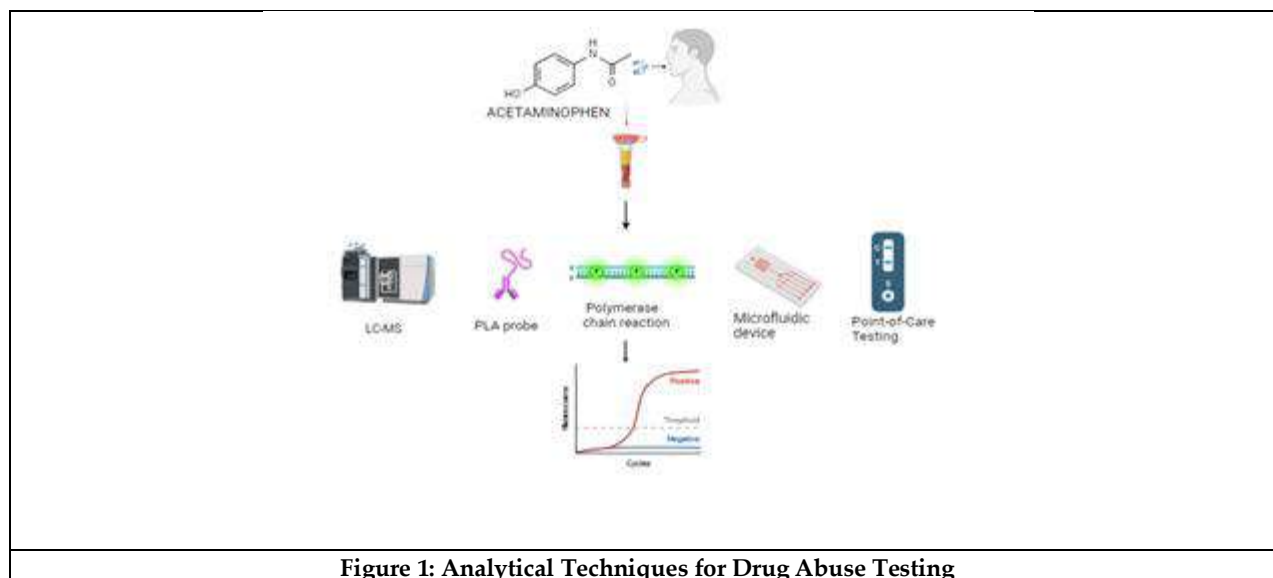 H
N
O
HO
ACETAMINOPHEN
LC-MS
PLA probe
Polymerase
chain reaction
Microfluidic
device
C
T
S
Point-of-Care
Testing
Positive
Threshold
Negative
Fluorescence
Cycles
Figure 1: Analytical Techniques for Drug Abuse Testing